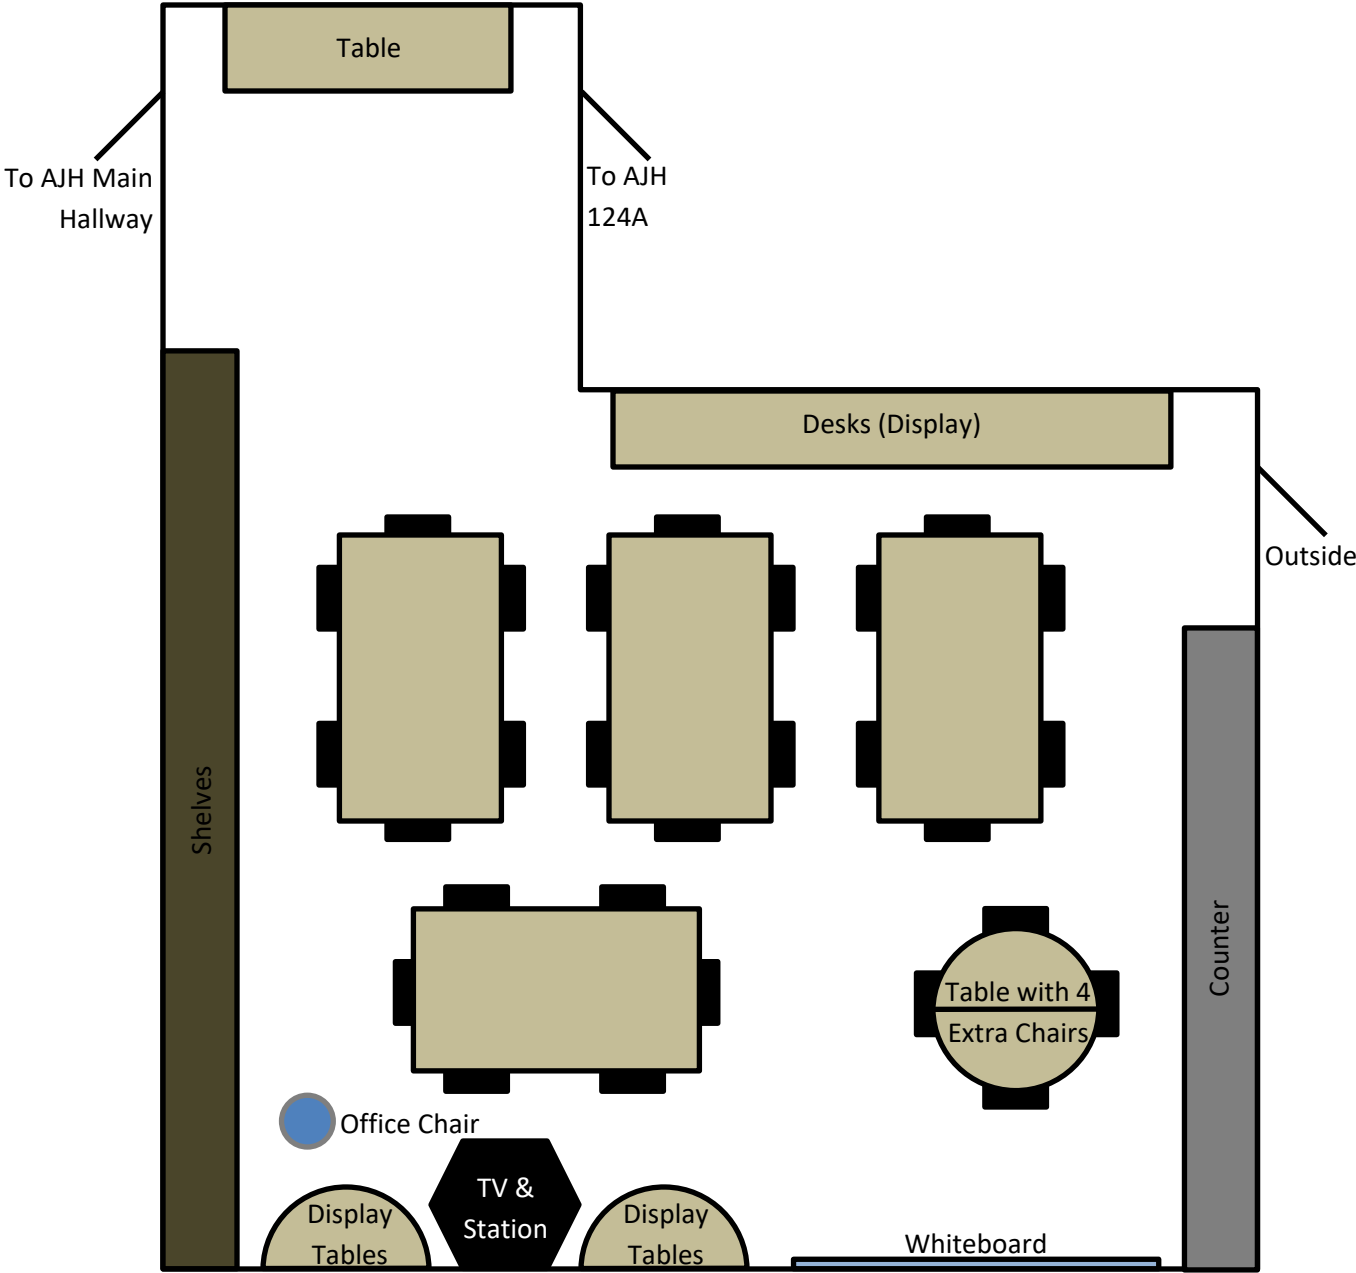 Table
To AJH Main
Hallway
To AJH
124A
Desks (Display)
Outside
Shelves
Counter
Table with 4
Extra Chairs
Office Chair
TV &
Station
Display
Tables
Display
Tables
Whiteboard